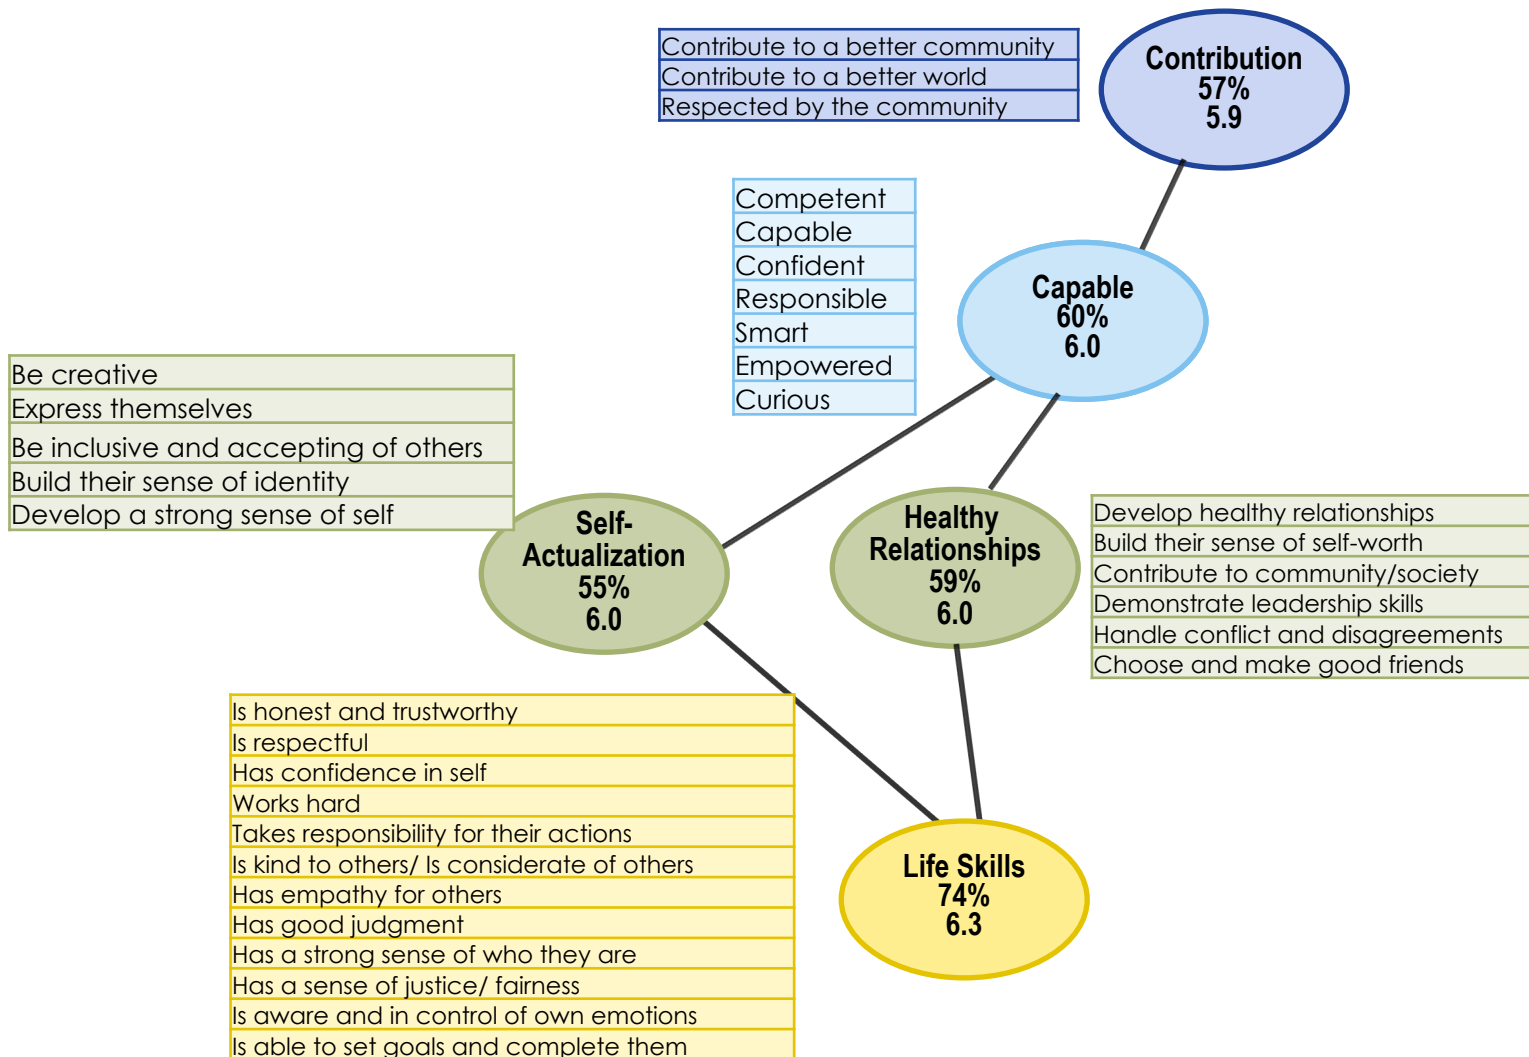 Contribute to a better community
Contribute to a better world
Respected by the community
Contribution
57%
5.9
Competent
Capable
Confident
Responsible
Smart
Empowered
Curious
Capable
60%
6.0
Be creative
Express themselves
Be inclusive and accepting of others
Build their sense of identity
Develop a strong sense of self
Self-
Actualization
55%
6.0
Healthy
Relationships
59%
6.0
Develop healthy relationships
Build their sense of self-worth
Contribute to community/society
Demonstrate leadership skills
Handle conflict and disagreements
Choose and make good friends
Is honest and trustworthy
Is respectful
Has confidence in self
Works hard
Takes responsibility for their actions
Is kind to others/ Is considerate of others
Has empathy for others
Has good judgment
Has a strong sense of who they are
Has a sense of justice/ fairness
Is aware and in control of own emotions
Is able to set goals and complete them
Life Skills
74%
6.3